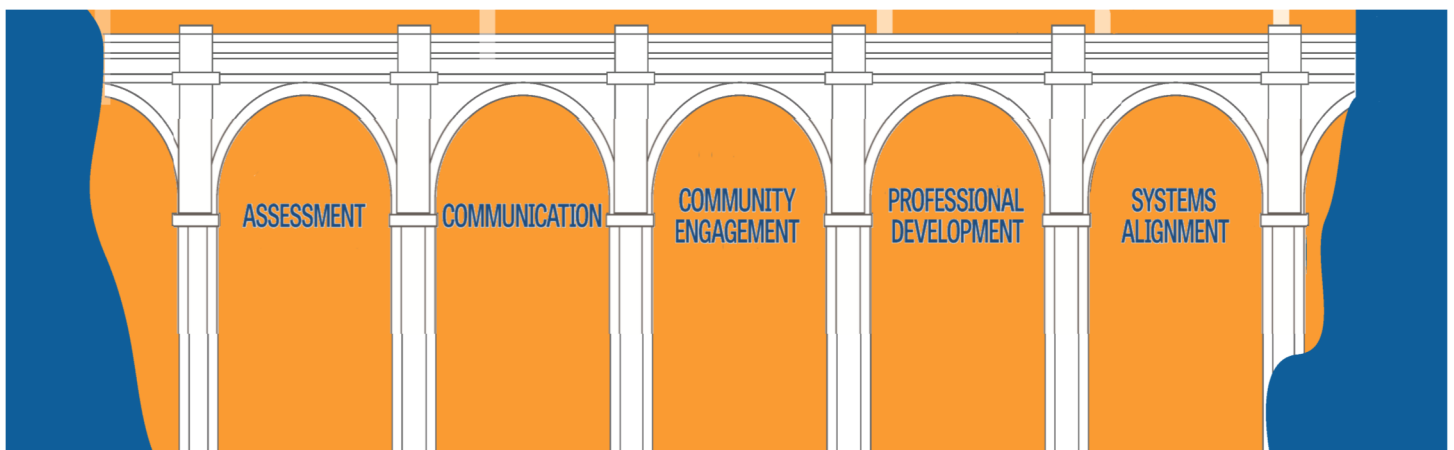 ASSESSMENT
COMMUNICATION
COMMUNITY
ENGAGEMENT
PROFESSIONAL
DEVELOPMENT
SYSTEMS
ALIGNMENT